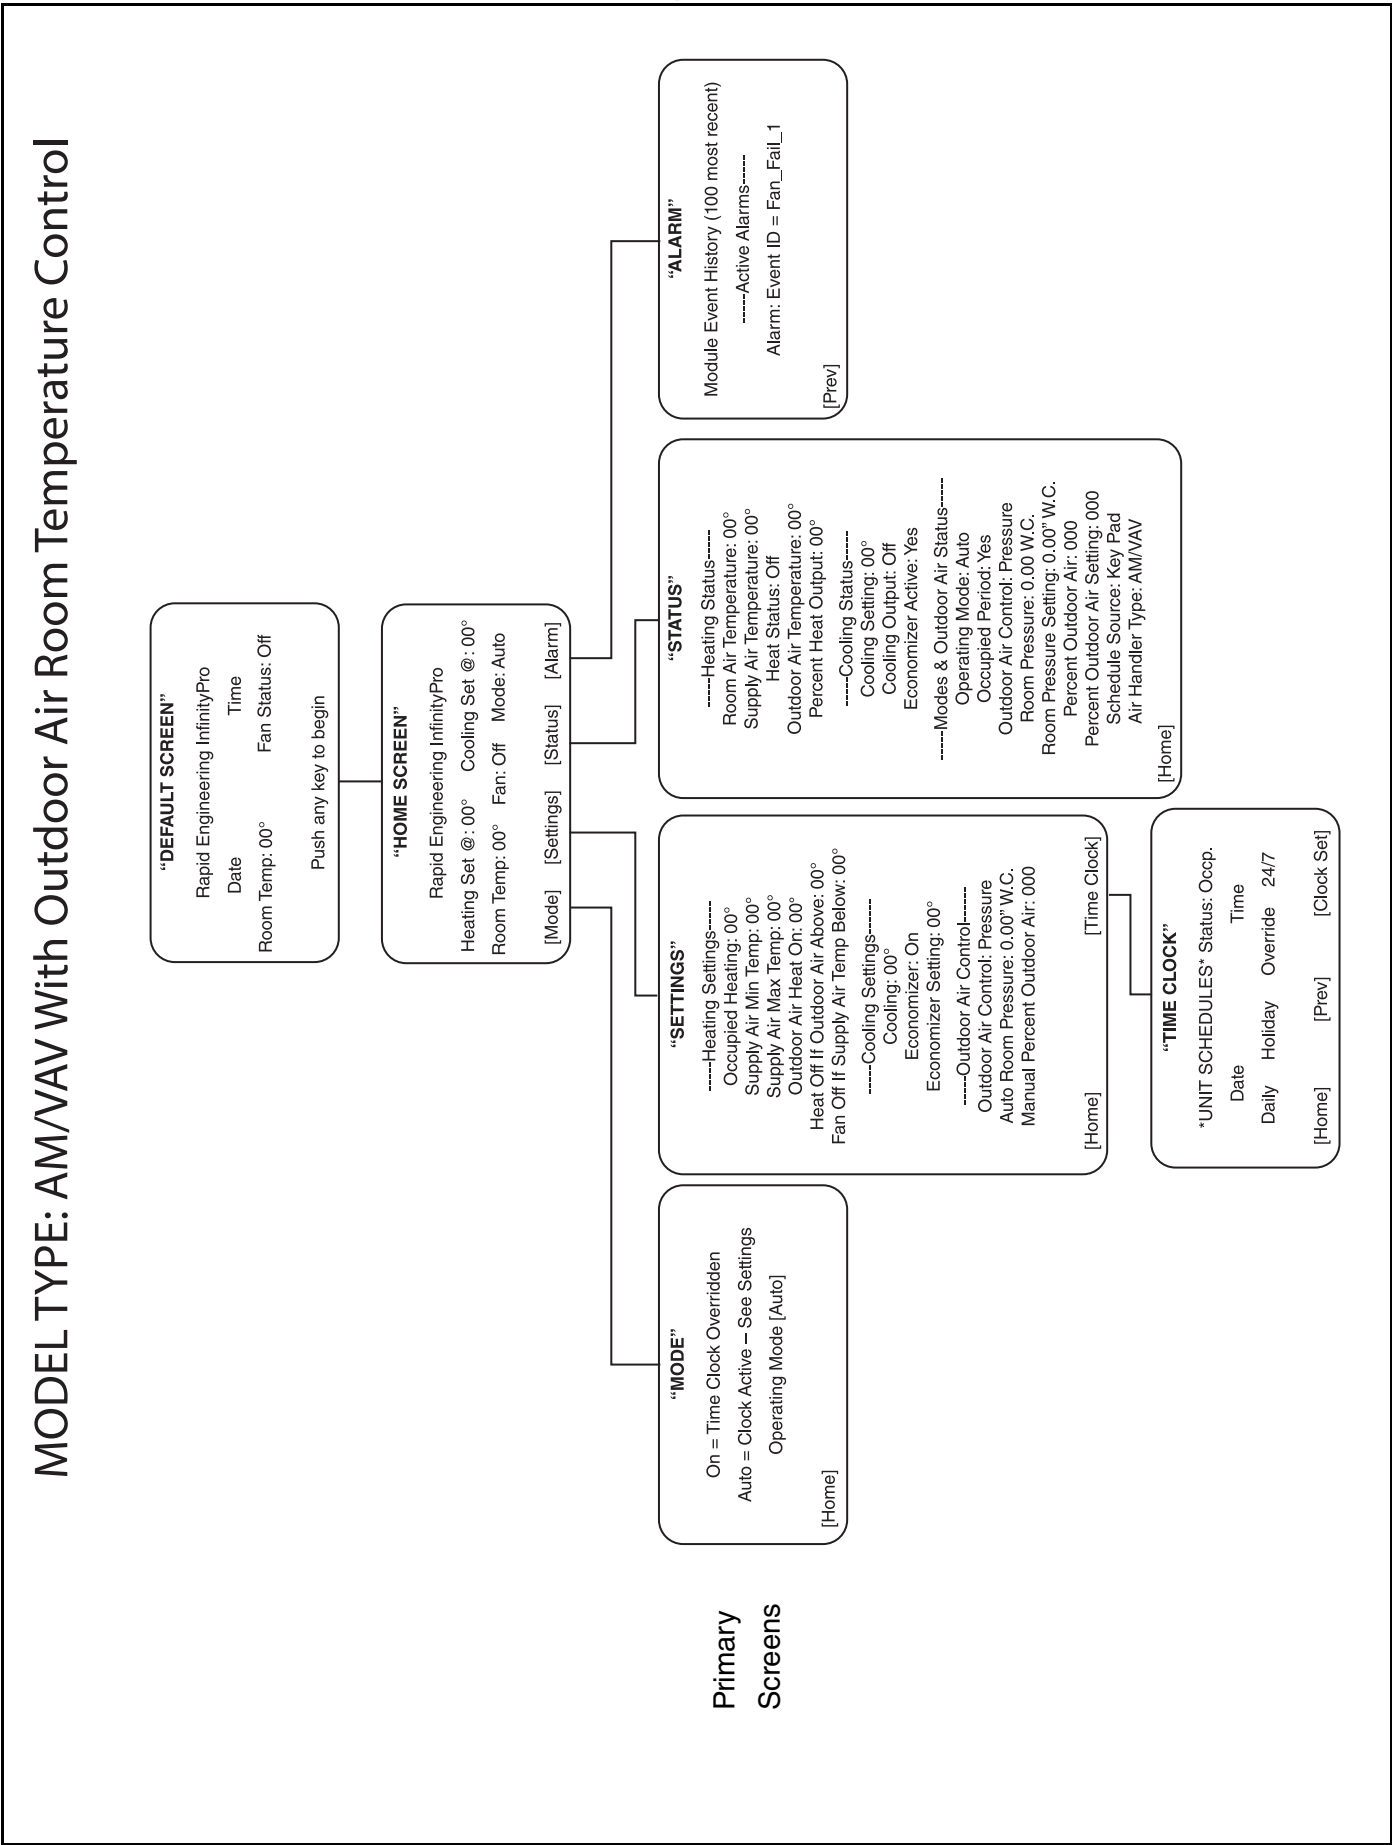 MODEL TYPE: AM/VAV With Outdoor Air Room Temperature Control
“DEFAULT SCREEN”
Rapid Engineering InfinityPro
Date Time
Room Temp: 00° Fan Status: Off
Push any key to begin
“HOME SCREEN”
Rapid Engineering InfinityPro
Heating Set @: 00° Cooling Set @: 00°
Room Temp: 00° Fan: Off Mode: Auto
[Mode] [Settings] [Status] [Alarm]
Primary
Screens
“MODE”
On = Time Clock Overridden
Auto = Clock Active – See Settings
Operating Mode [Auto]
[Home]
“SETTINGS”
-----Heating Settings-----
Occupied Heating: 00°
Supply Air Min Temp: 00°
Supply Air Max Temp: 00°
Outdoor Air Heat On: 00°
Heat Off If Outdoor Air Above: 00°
Fan Off If Supply Air Temp Below: 00°
-----Cooling Settings-----
Cooling: 00°
Economizer: On
Economizer Setting: 00°
-----Outdoor Air Control-----
Outdoor Air Control: Pressure
Auto Room Pressure: 0.00” W.C.
Manual Percent Outdoor Air: 000
[Home] [Time Clock]
“STATUS”
-----Heating Status-----
Room Air Temperature: 00°
Supply Air Temperature: 00°
Heat Status: Off
Outdoor Air Temperature: 00°
Percent Heat Output: 00°
-----Cooling Status-----
Cooling Setting: 00°
Cooling Output: Off
Economizer Active: Yes
-----Modes & Outdoor Air Status-----
Operating Mode: Auto
Occupied Period: Yes
Outdoor Air Control: Pressure
Room Pressure: 0.00 W.C.
Room Pressure Setting: 0.00” W.C.
Percent Outdoor Air: 000
Percent Outdoor Air Setting: 000
Schedule Source: Key Pad
Air Handler Type: AM/VAV
[Home]
“ALARM”
Module Event History (100 most recent)
-----Active Alarms-----
Alarm: Event ID = Fan_Fail_1
[Prev]
“TIME CLOCK”
*UNIT SCHEDULES* Status: Occp.
Date Time
Daily Holiday Override 24/7
[Home] [Prev] [Clock Set]